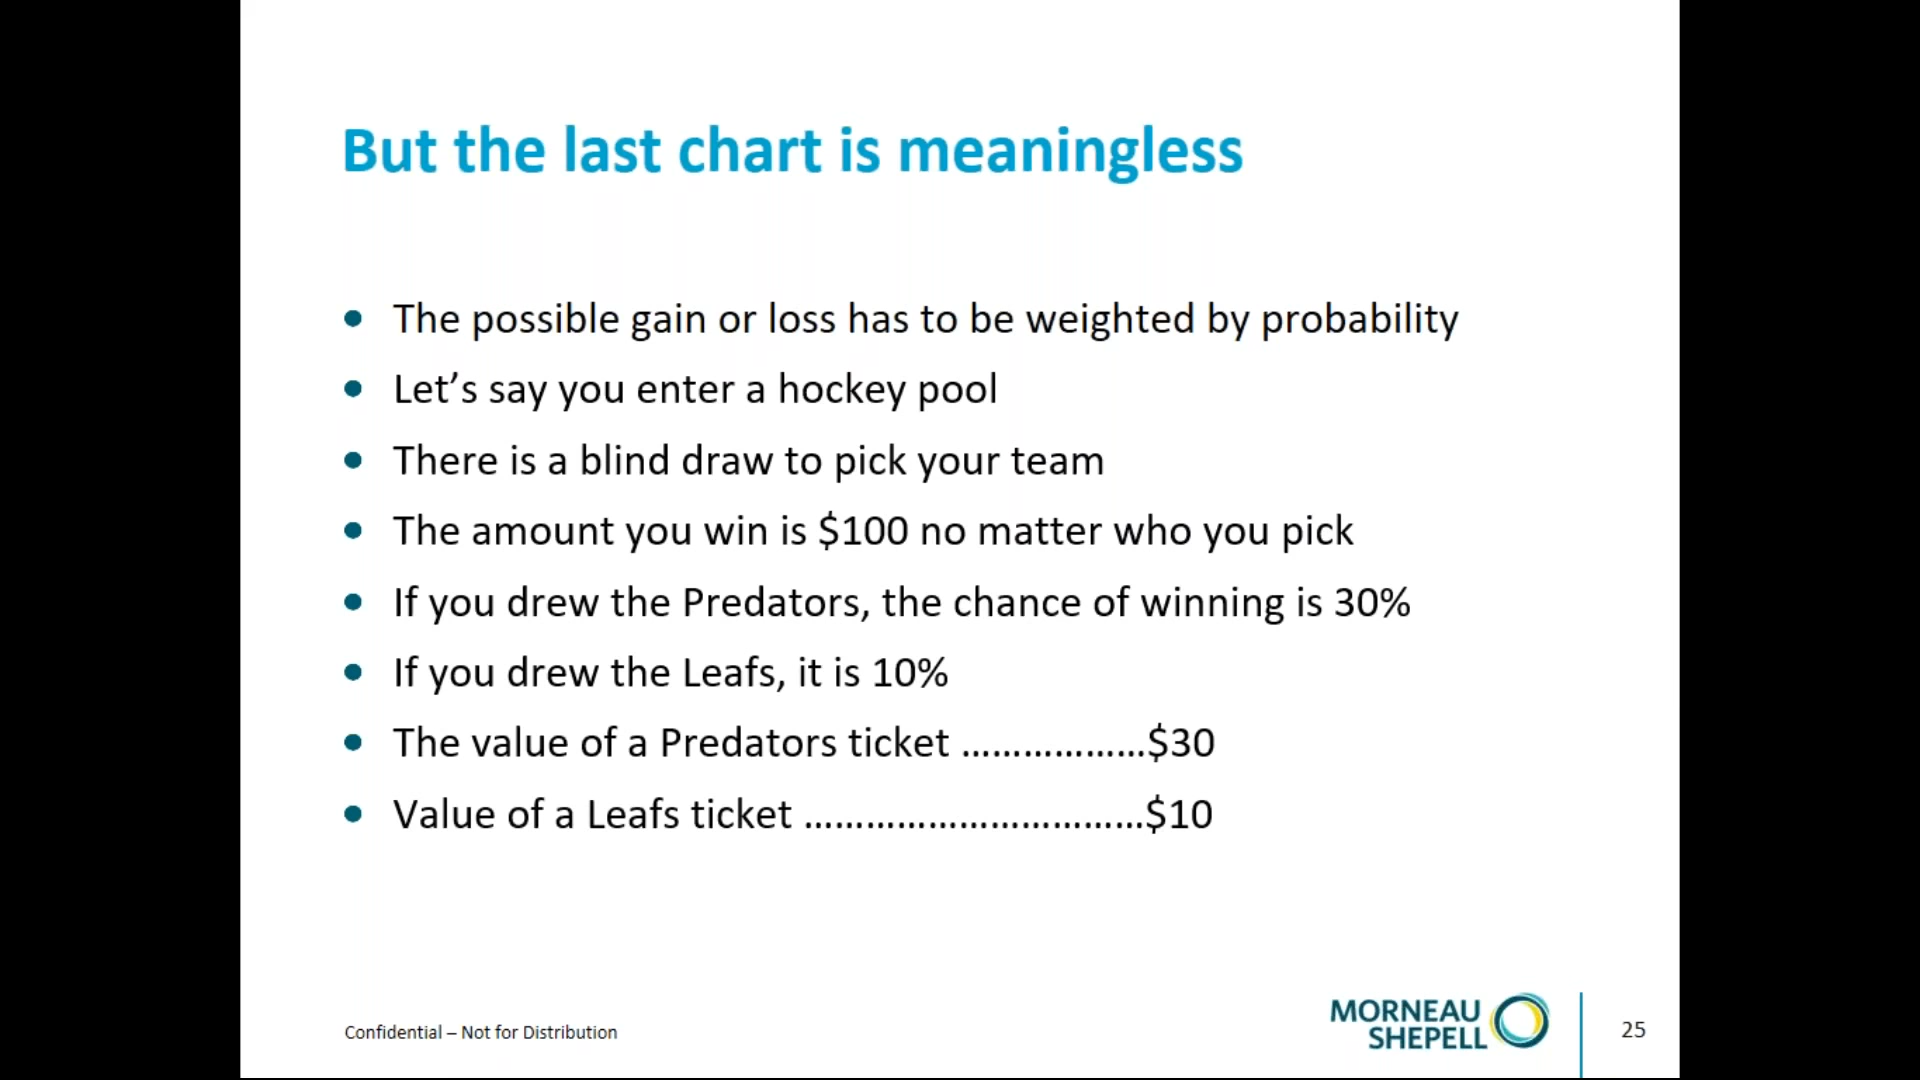 But the last chart is meaningless
• The possible gain or loss has to be weighted by probability
• Let’s say you enter a hockey pool
• There is a blind draw to pick your team
• The amount you win is $100 no matter who you pick
• If you drew the Predators, the chance of winning is 30%
• If you drew the Leafs, it is 10%
• The value of a Predators ticket ………………$30
• Value of a Leafs ticket ……………………………$10
Confidential – Not for Distribution
MORNEAU
SHEPELL
25